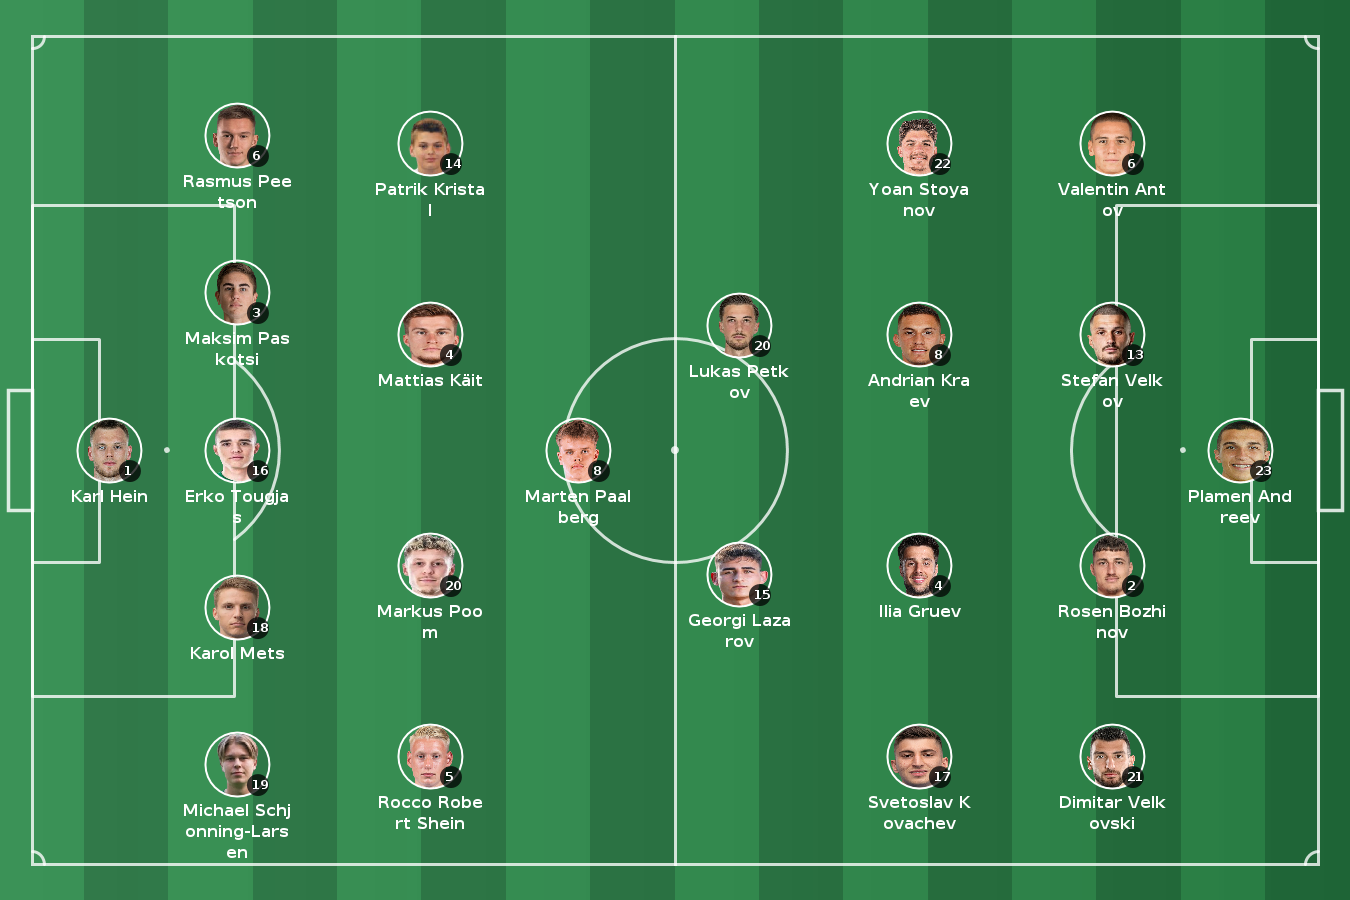 6
Rasmus Pee
tson
14
Patrik Krista
l
22
Yoan Stoya
nov
6
Valentin Ant
ov
3
Maksim Pas
kotsi
4
Mattias Käit
20
Lukas Petk
ov
8
Andrian Kra
ev
13
Stefan Velk
ov
1
Karl Hein
16
Erko Tougja
s
8
Marten Paal
berg
23
Plamen And
reev
18
Karol Mets
20
Markus Poo
m
15
Georgi Laza
rov
4
Ilia Gruev
2
Rosen Bozhi
nov
19
Michael Schj
onning-Lars
en
5
Rocco Robe
rt Shein
17
Svetoslav K
ovachev
21
Dimitar Velk
ovski